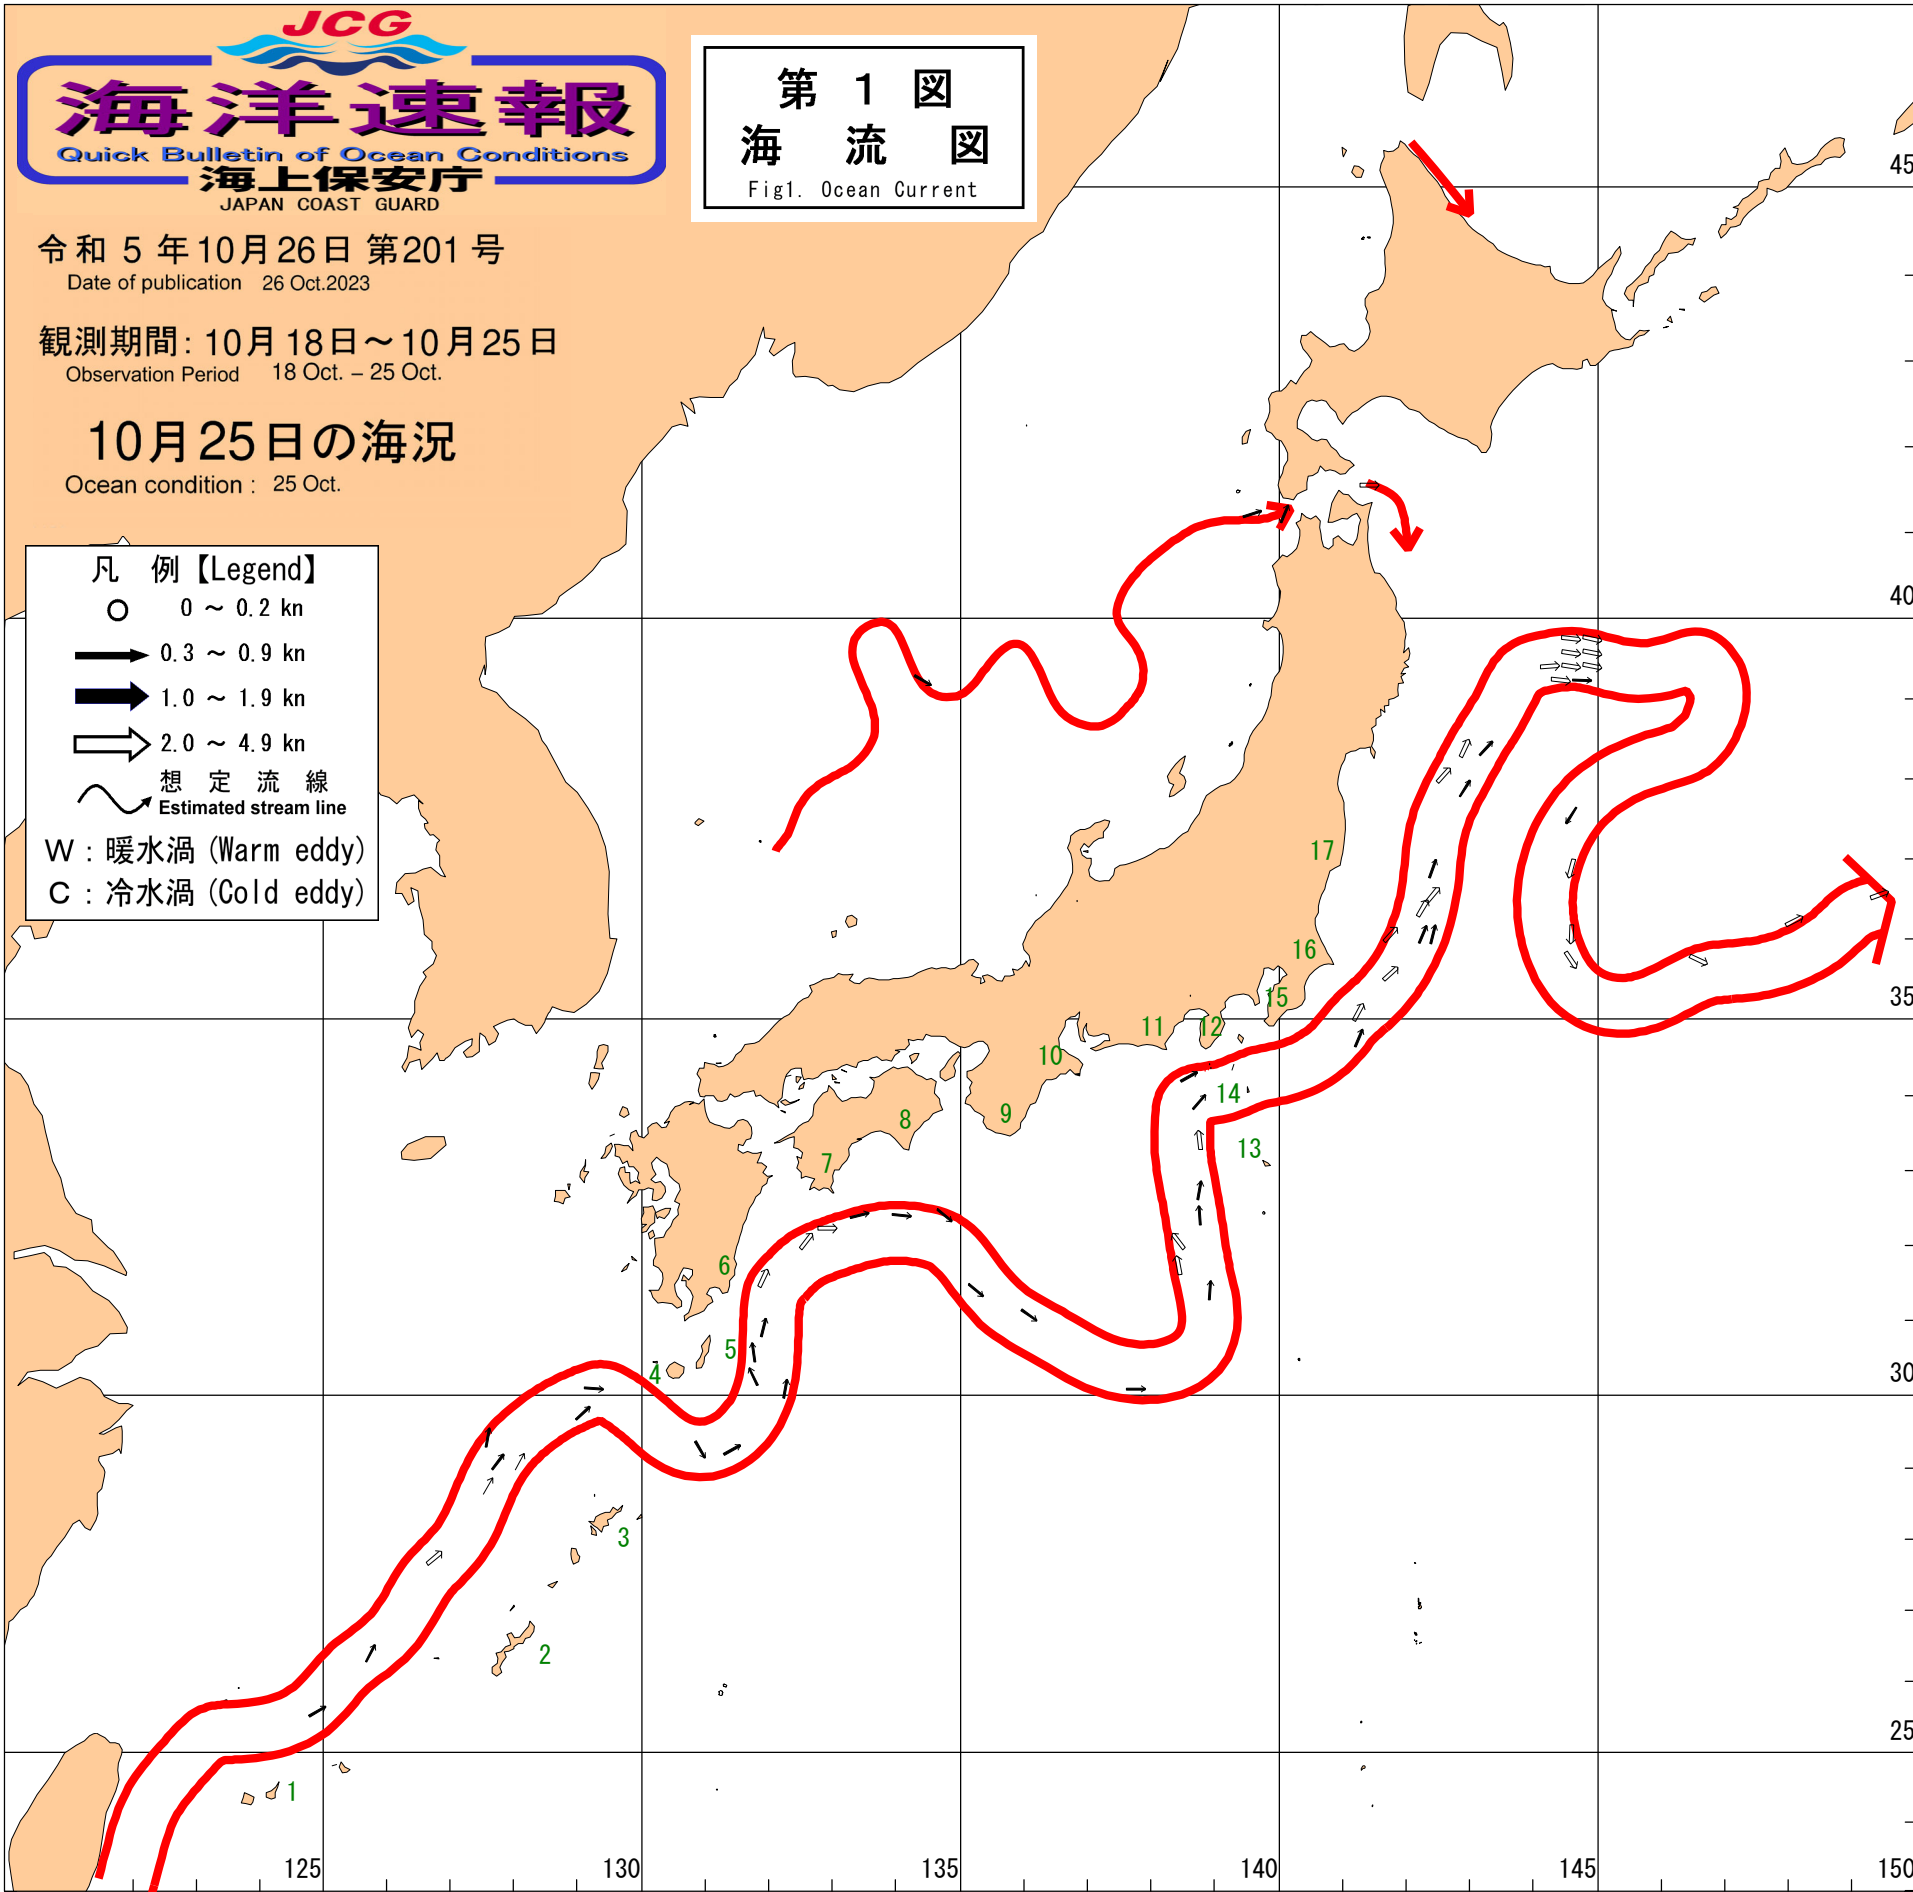 JCG
海洋速報
Quick Bulletin of Ocean Conditions
海上保安庁
JAPAN COAST GUARD
令和 5 年10月26日 第201 号
Date of publication 26 Oct.2023
観測期間: 10月18日～10月25日
Observation Period 18 Oct. – 25 Oct.
10月25日の海況
Ocean condition : 25 Oct.
第 1 図
海 流 図
Fig1. Ocean Current
凡 例【Legend】
0 ～ 0.2 kn
0.3 ～ 0.9 kn
1.0 ～ 1.9 kn
2.0 ～ 4.9 kn
想 定 流 線
Estimated stream line
W : 暖水渦 (Warm eddy)
C : 冷水渦 (Cold eddy)
45
40
35
30
25
17
16
15
11
12
10
14
9
8
13
7
6
5
4
3
2
1
125
130
135
140
145
150